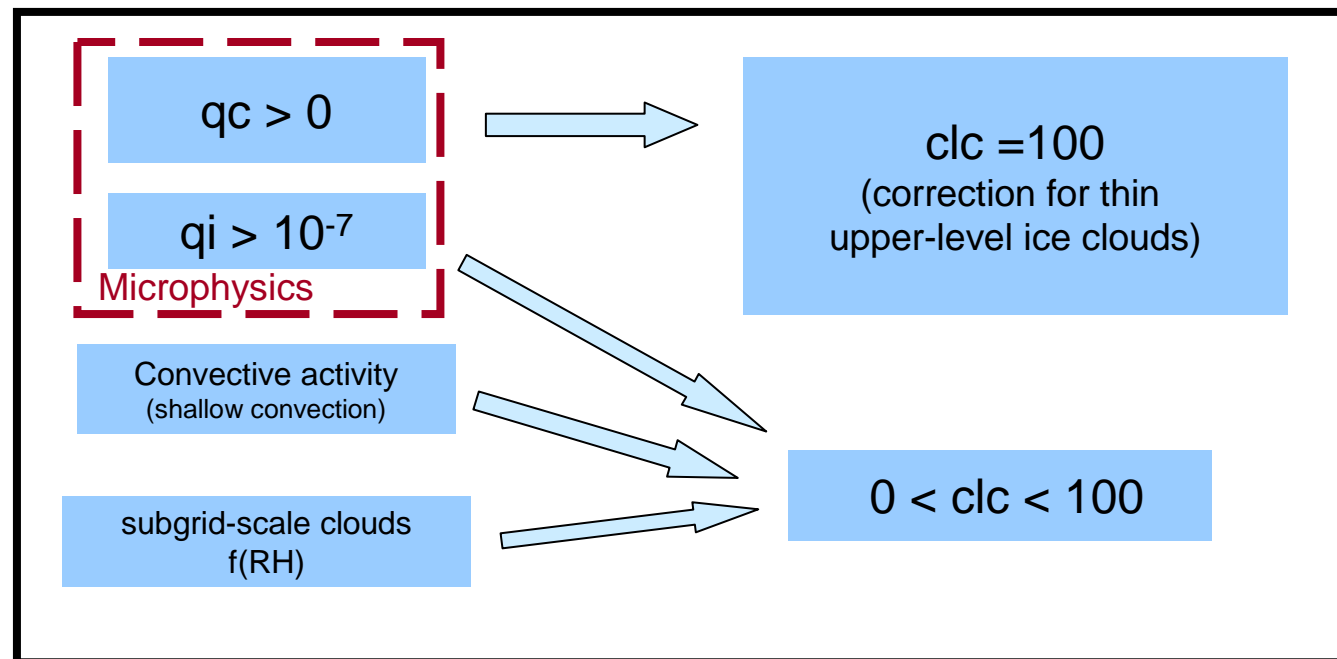 qc > 0
qi > 10⁻⁷
Microphysics
Convective activity
(shallow convection)
subgrid-scale clouds
f(RH)
clc =100
(correction for thin
upper-level ice clouds)
0 < clc < 100